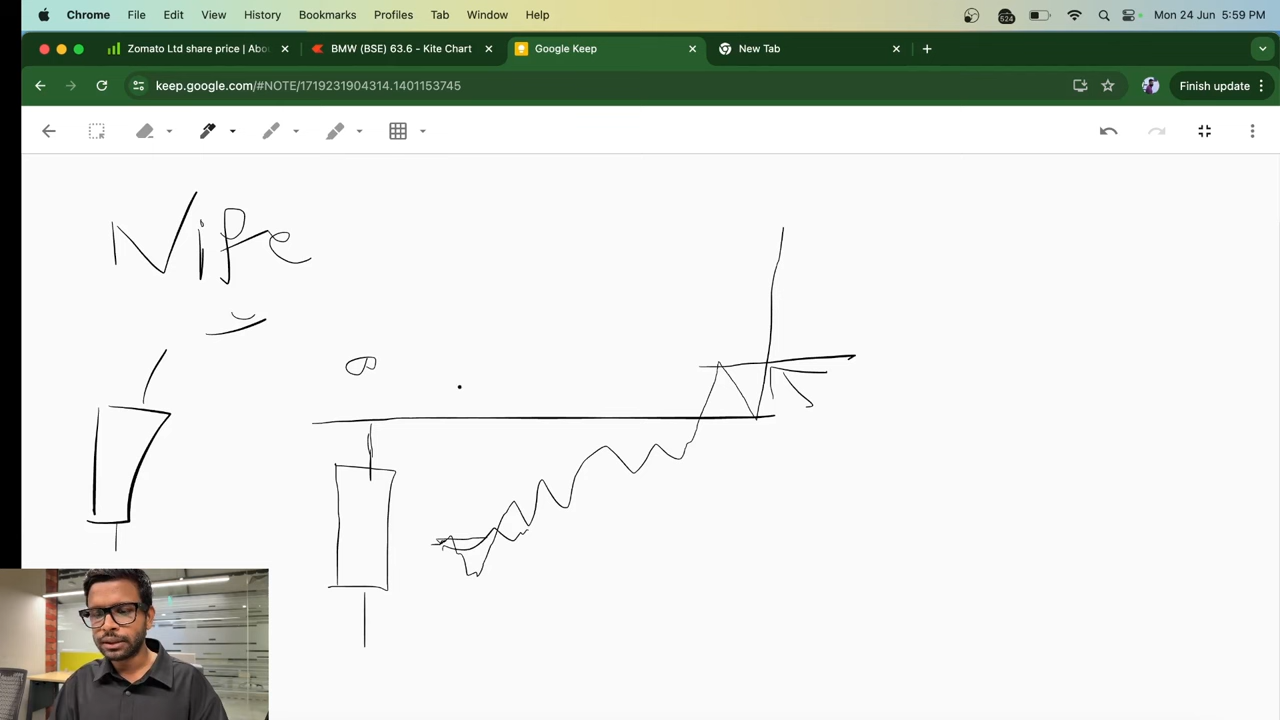 Chrome File Edit View History Bookmarks Profiles Tab Window Help 524 Mon 24 Jun 5:59 PM
Zomato Ltd share price | Abo BMW (BSE) 63.6 - Kite Chart Google Keep New Tab
keep.google.com/#NOTE/1719231904314.1401153745 Finish update